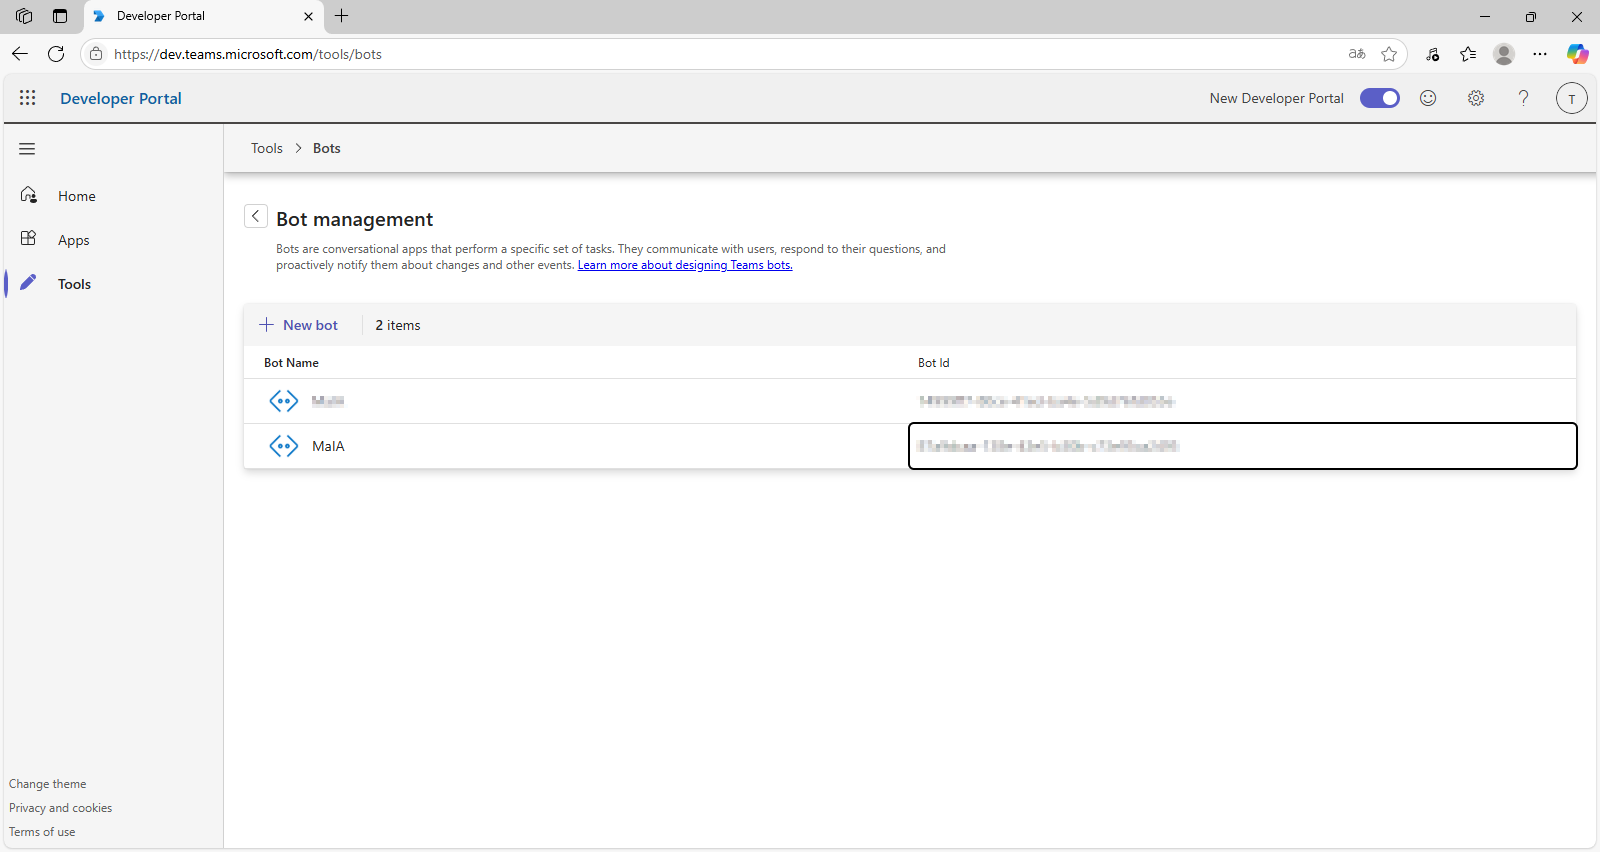 Developer Portal
https://dev.teams.microsoft.com/tools/bots
aあ
Developer Portal
New Developer Portal
T
Tools > Bots
Home
Apps
Tools
Bot management
Bots are conversational apps that perform a specific set of tasks. They communicate with users, respond to their questions, and
proactively notify them about changes and other events. Learn more about designing Teams bots.
New bot
2 items
Bot Name
Bot Id
MaIA
Change theme
Privacy and cookies
Terms of use